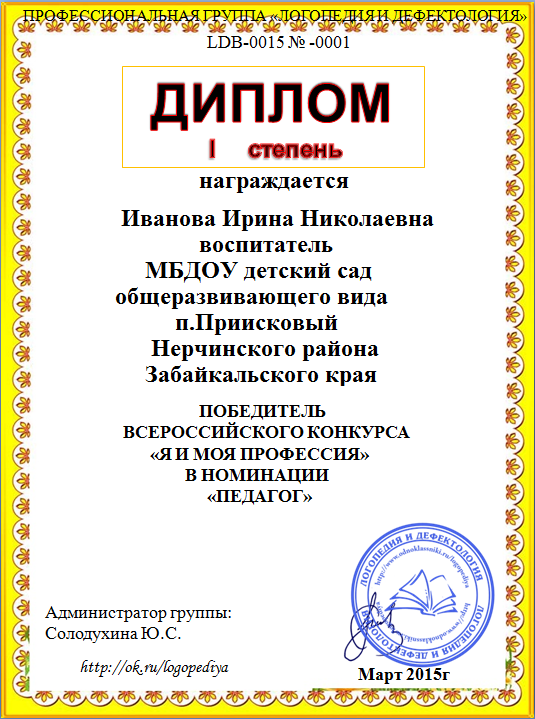 ПРОФЕССИОНАЛЬНАЯ ГРУППА «ЛОГОПЕДИЯ И ДЕФЕКТОЛОГИЯ»
LDB-0015 № -0001
ДИПЛОМ
I степень
награждается
Иванова Ирина Николаевна
воспитатель
МБДОУ детский сад
общеразвивающего вида
п.Приисковый
Нерчинского района
Забайкальского края
ПОБЕДИТЕЛЬ
ВСЕРОССИЙСКОГО КОНКУРСА
«Я И МОЯ ПРОФЕССИЯ»
В НОМИНАЦИИ
«ПЕДАГОГ»
ЛОГОПЕДИЯ И ДЕФЕКТОЛОГИЯ
http://www.odnoklassniki.ru/logopediya
ЛОГОПЕДИЯ И ДЕФЕКТОЛОГИЯ
Администратор группы:
Солодухина Ю.С.
http://ok.ru/logopediya
Март 2015г